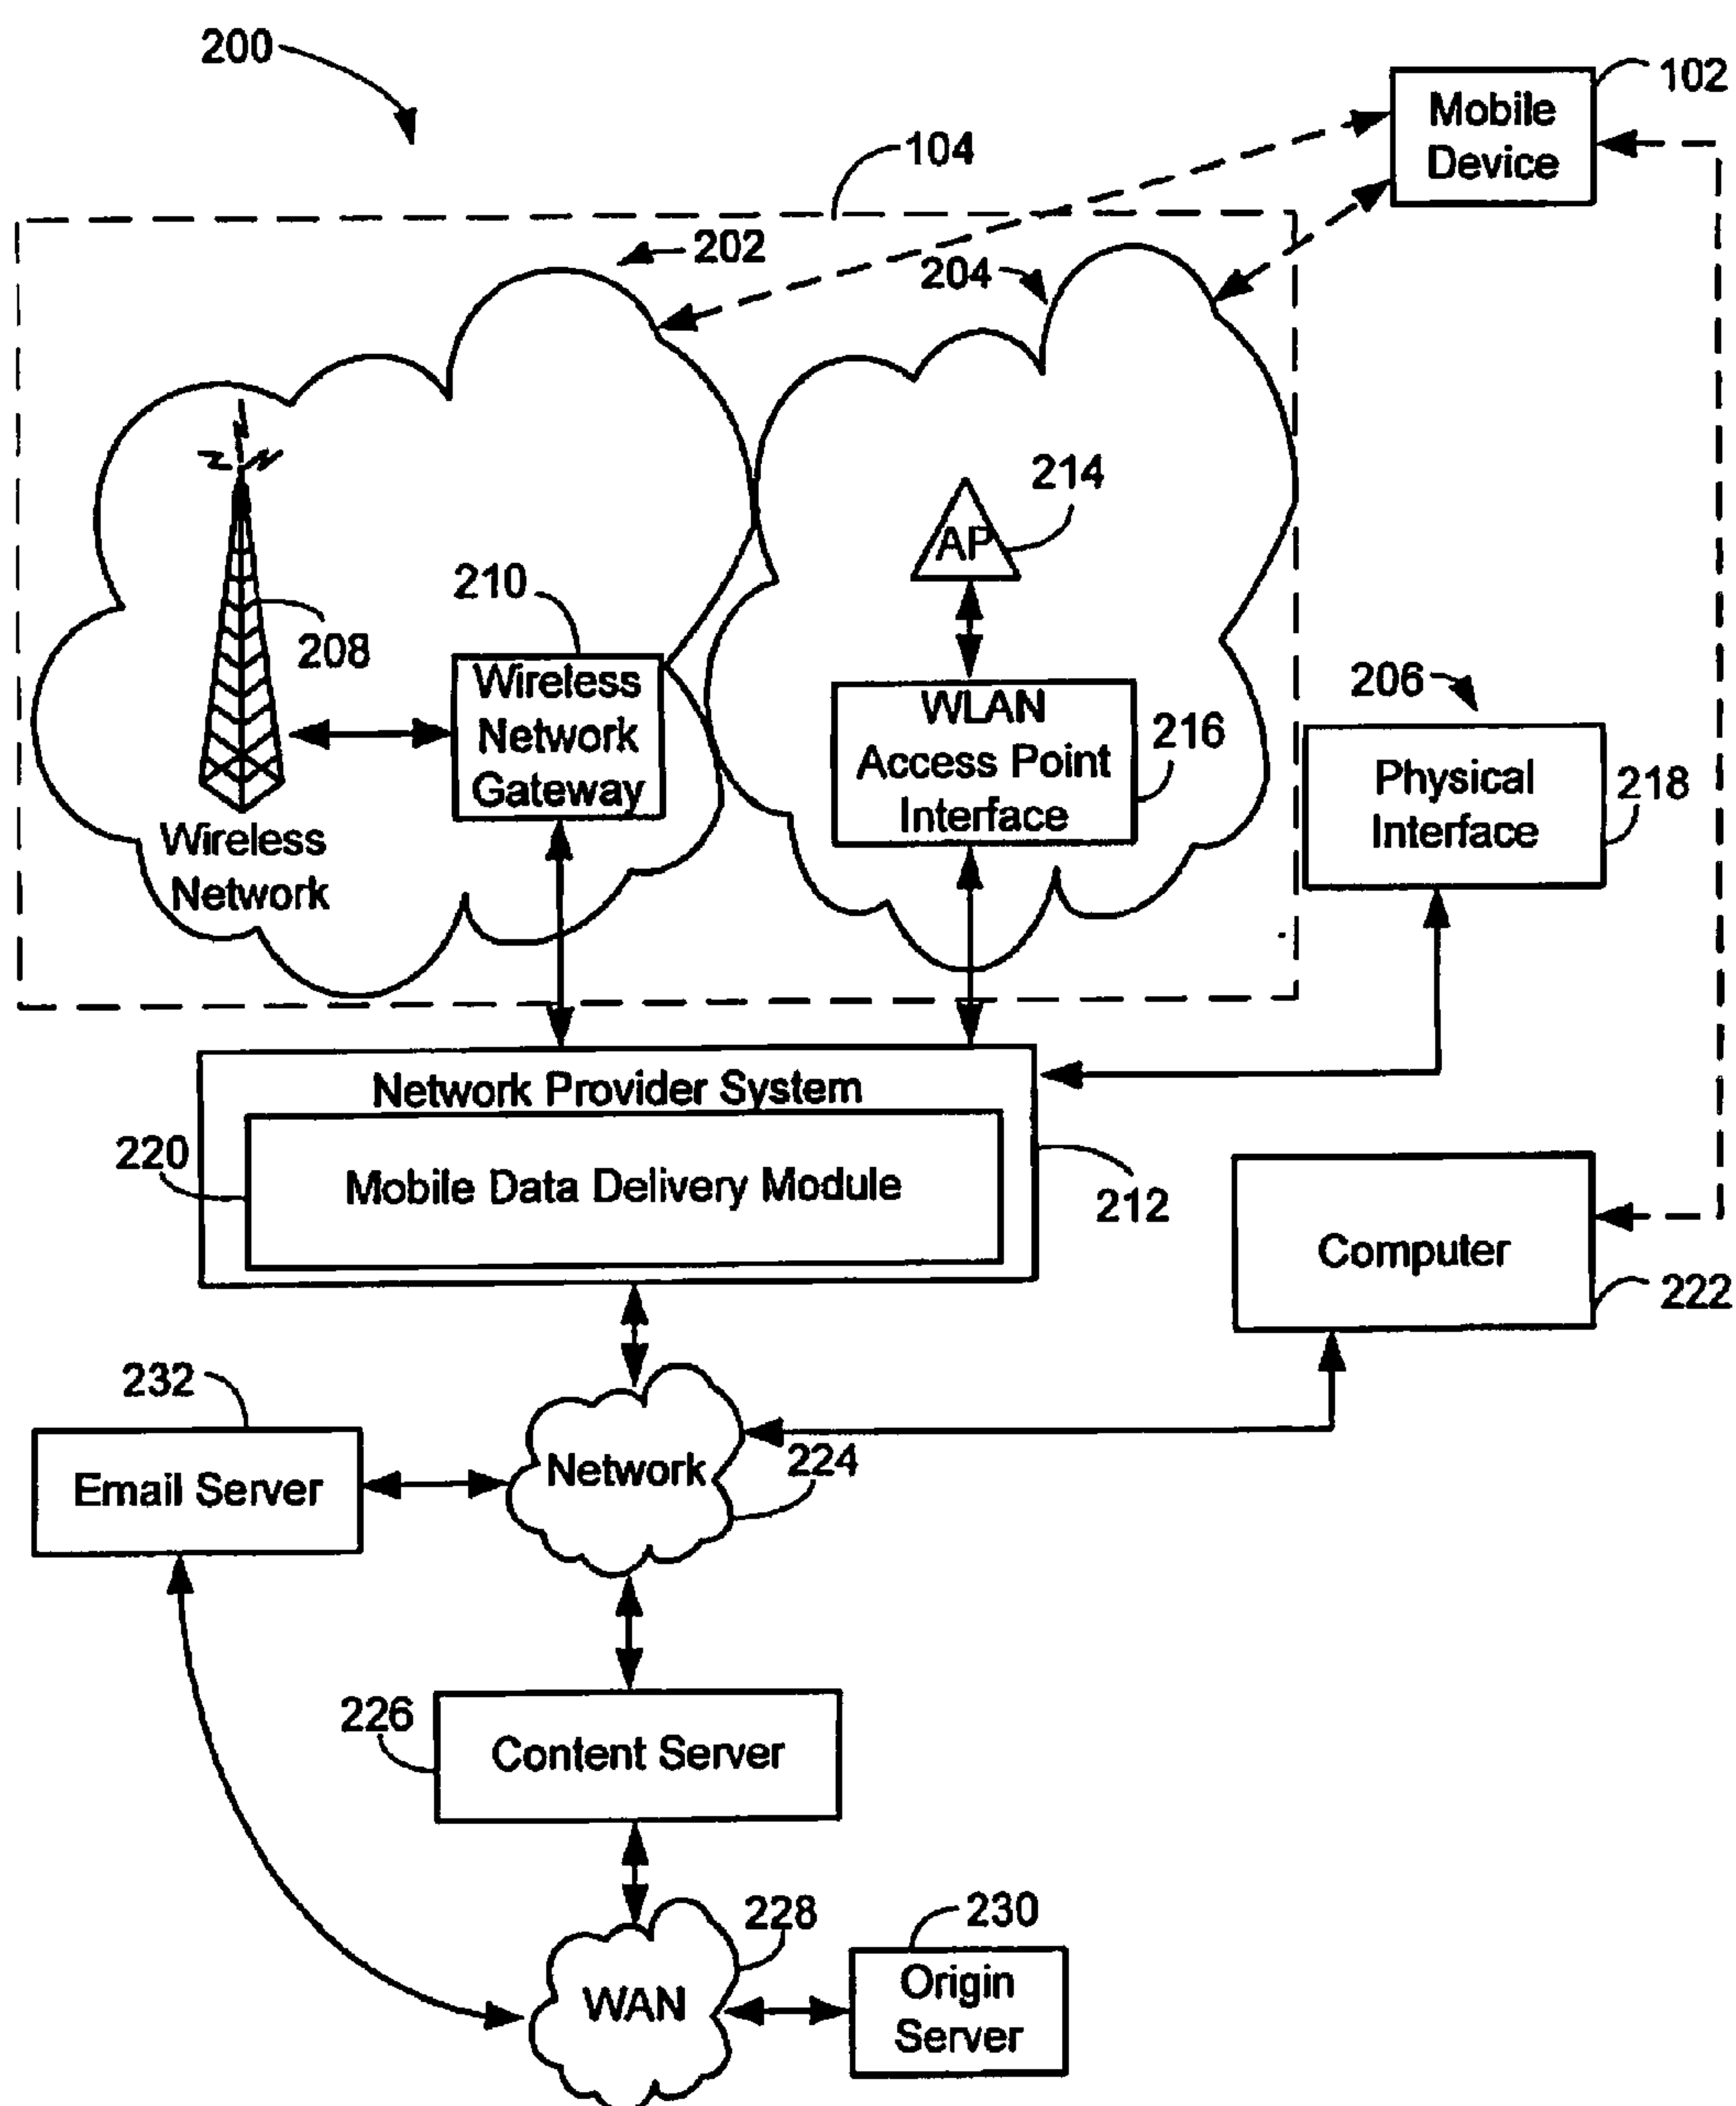 200
102
Mobile
Device
104
202
204
214
AP
210
208
Wireless
Network
Gateway
Wireless
Network
WLAN
Access Point
Interface
216
206
Physical
Interface
218
Network Provider System
220
Mobile Data Delivery Module
212
Computer
222
232
Email Server
Network
224
226
Content Server
228
WAN
230
Origin
Server